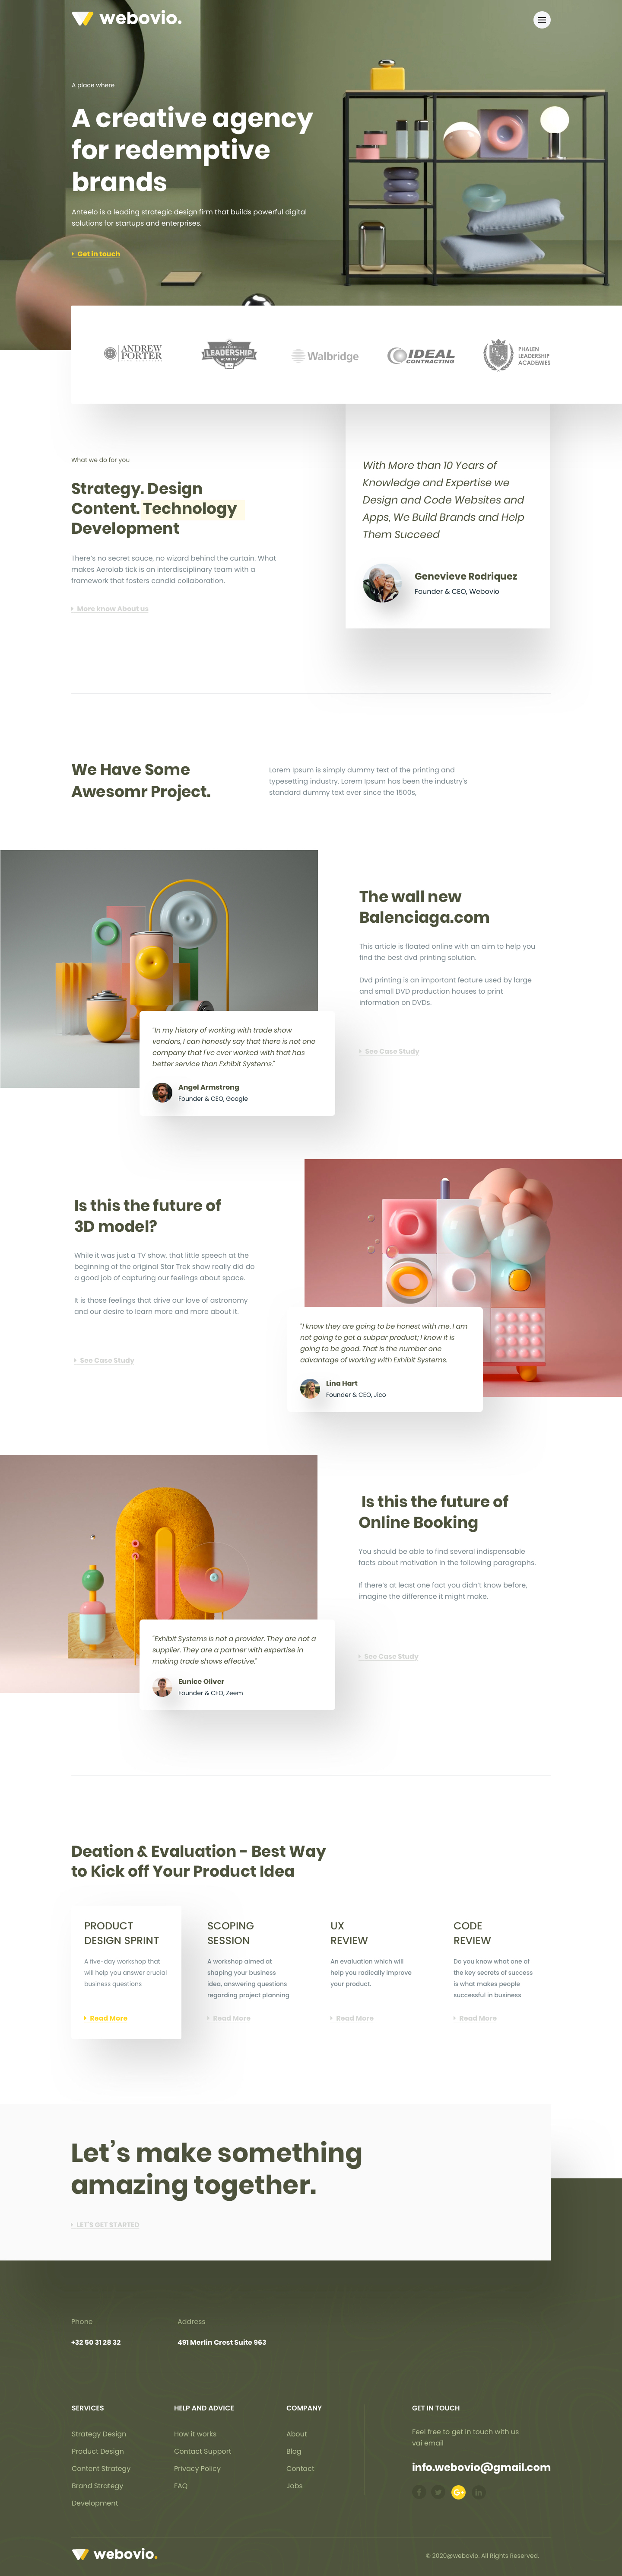 webovio.
A place where
A creative agency
for redemptive
brands
Anteelo is a leading strategic design firm that builds powerful digital
solutions for startups and enterprises.
Get in touch
ANDREW
PORTER
LEADERSHIP
ACADEMY
Walbridge
IDEAL
CONTRACTING
PHALEN
LEADERSHIP
ACADEMIES
What we do for you
Strategy. Design
Content. Technology
Development
There's no secret sauce, no wizard behind the curtain. What
makes Aerolab tick is an interdisciplinary team with a
framework that fosters candid collaboration.
More know About us
With More than 10 Years of
Knowledge and Expertise we
Design and Code Websites and
Apps, We Build Brands and Help
Them Succeed
Genevieve Rodriquez
Founder & CEO, Webovio
We Have Some
Awesomr Project.
Lorem Ipsum is simply dummy text of the printing and
typesetting industry. Lorem Ipsum has been the industry's
standard dummy text ever since the 1500s,
The wall new
Balenciaga.com
This article is floated online with an aim to help you
find the best dvd printing solution.
Dvd printing is an important feature used by large
and small DVD production houses to print
information on DVDs.
See Case Study
"In my history of working with trade show
vendors, I can honestly say that there is not one
company that I've ever worked with that has
better service than Exhibit Systems."
Angel Armstrong
Founder & CEO, Google
Is this the future of
3D model?
While it was just a TV show, that little speech at the
beginning of the original Star Trek show really did do
a good job of capturing our feelings about space.
It is those feelings that drive our love of astronomy
and our desire to learn more and more about it.
See Case Study
"I know they are going to be honest with me. I am
not going to get a subpar product; I know it is
going to be good. That is the number one
advantage of working with Exhibit Systems.
Lina Hart
Founder & CEO, Jico
Is this the future of
Online Booking
You should be able to find several indispensable
facts about motivation in the following paragraphs.
If there's at least one fact you didn't know before,
imagine the difference it might make.
See Case Study
"Exhibit Systems is not a provider. They are not a
supplier. They are a partner with expertise in
making trade shows effective."
Eunice Oliver
Founder & CEO, Zeem
Deation & Evaluation - Best Way
to Kick off Your Product Idea
PRODUCT
DESIGN SPRINT
A five-day workshop that
will help you answer crucial
business questions
Read More
SCOPING
SESSION
A workshop aimed at
shaping your business
idea, answering questions
regarding project planning
Read More
UX
REVIEW
An evaluation which will
help you radically improve
your product.
Read More
CODE
REVIEW
Do you know what one of
the key secrets of success
is what makes people
successful in business
Read More
Let's make something
amazing together.
LET'S GET STARTED
Phone
+32 50 31 28 32
Address
491 Merlin Crest Suite 963
SERVICES
Strategy Design
Product Design
Content Strategy
Brand Strategy
Development
HELP AND ADVICE
How it works
Contact Support
Privacy Policy
FAQ
COMPANY
About
Blog
Contact
Jobs
GET IN TOUCH
Feel free to get in touch with us
vai email
info.webovio@gmail.com
webovio.
© 2020@webovio. All Rights Reserved.